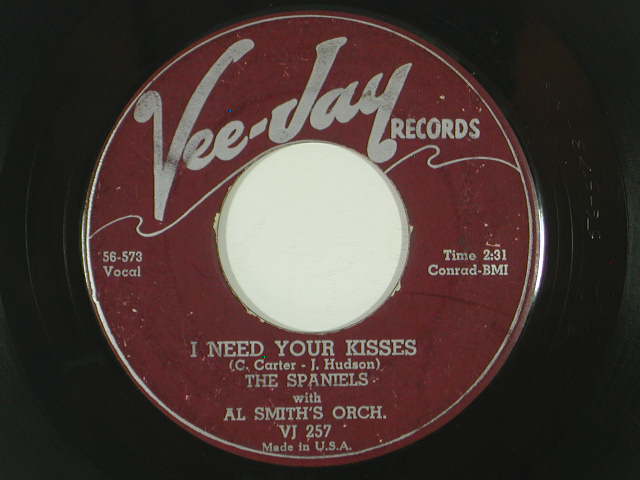 Vee-Jay
RECORDS
56-573
Vocal
Time 2:31
Conrad-BMI
I NEED YOUR KISSES
(C. Carter - J. Hudson)
THE SPANIELS
with
AL SMITH'S ORCH.
VJ 257
Made in U.S.A.